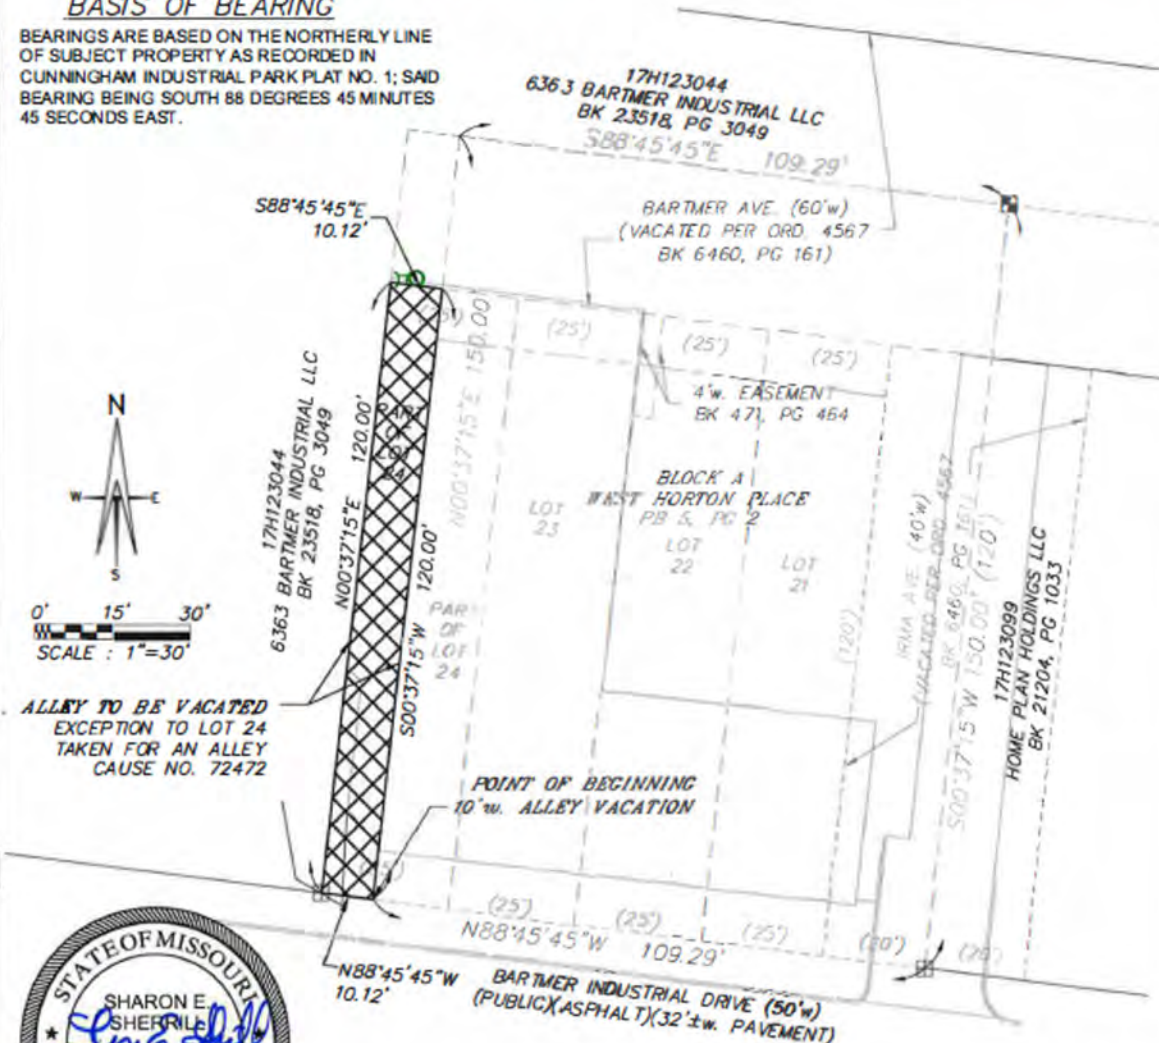 BASIS OF BEARING
BEARINGS ARE BASED ON THE NORTHERLY LINE
OF SUBJECT PROPERTY AS RECORDED IN
CUNNINGHAM INDUSTRIAL PARK PLAT NO. 1; SAID
BEARING BEING SOUTH 88 DEGREES 45 MINUTES
45 SECONDS EAST.
17H123044
6363 BARTMER INDUSTRIAL LLC
BK 23518, PG 3049
S88°45'45"E 109.29'
S88°45'45"E
10.12'
BARTMER AVE. (60'w)
(VACATED PER ORD. 4567
BK 6460, PG 161)
(25')
(25')
(25')
4'w. EASEMENT
BK 471, PG 464
17H123044
6363 BARTMER INDUSTRIAL LLC
BK 23518, PG 3049
N00°37'15"E 120.00'
PART
OF
LOT
24
S00°37'15"W 120.00'
N00°37'15"E 150.00'
N
W E
S
0' 15' 30'
SCALE : 1"=30'
BLOCK A
WEST HORTON PLACE
PB 5, PG 2
LOT
23
LOT
22
LOT
21
PAR
OF
LOT
24
(120')
IRMA AVE. (40'w)
(VACATED PER ORD. 4567
BK 6460, PG 161)
S00°37'15"W 150.00' (120')
17H123099
HOME PLAN HOLDINGS LLC
BK 21204, PG 1033
ALLEY TO BE VACATED
EXCEPTION TO LOT 24
TAKEN FOR AN ALLEY
CAUSE NO. 72472
POINT OF BEGINNING
10'w. ALLEY VACATION
(25')
(25')
(25')
(20')
(20')
N88°45'45"W 109.29'
N88°45'45"W
10.12'
BARTMER INDUSTRIAL DRIVE (50'w)
(PUBLIC)(ASPHALT)(32'±w. PAVEMENT)
STATE OF MISSOURI
SHARON E.
SHERRILL